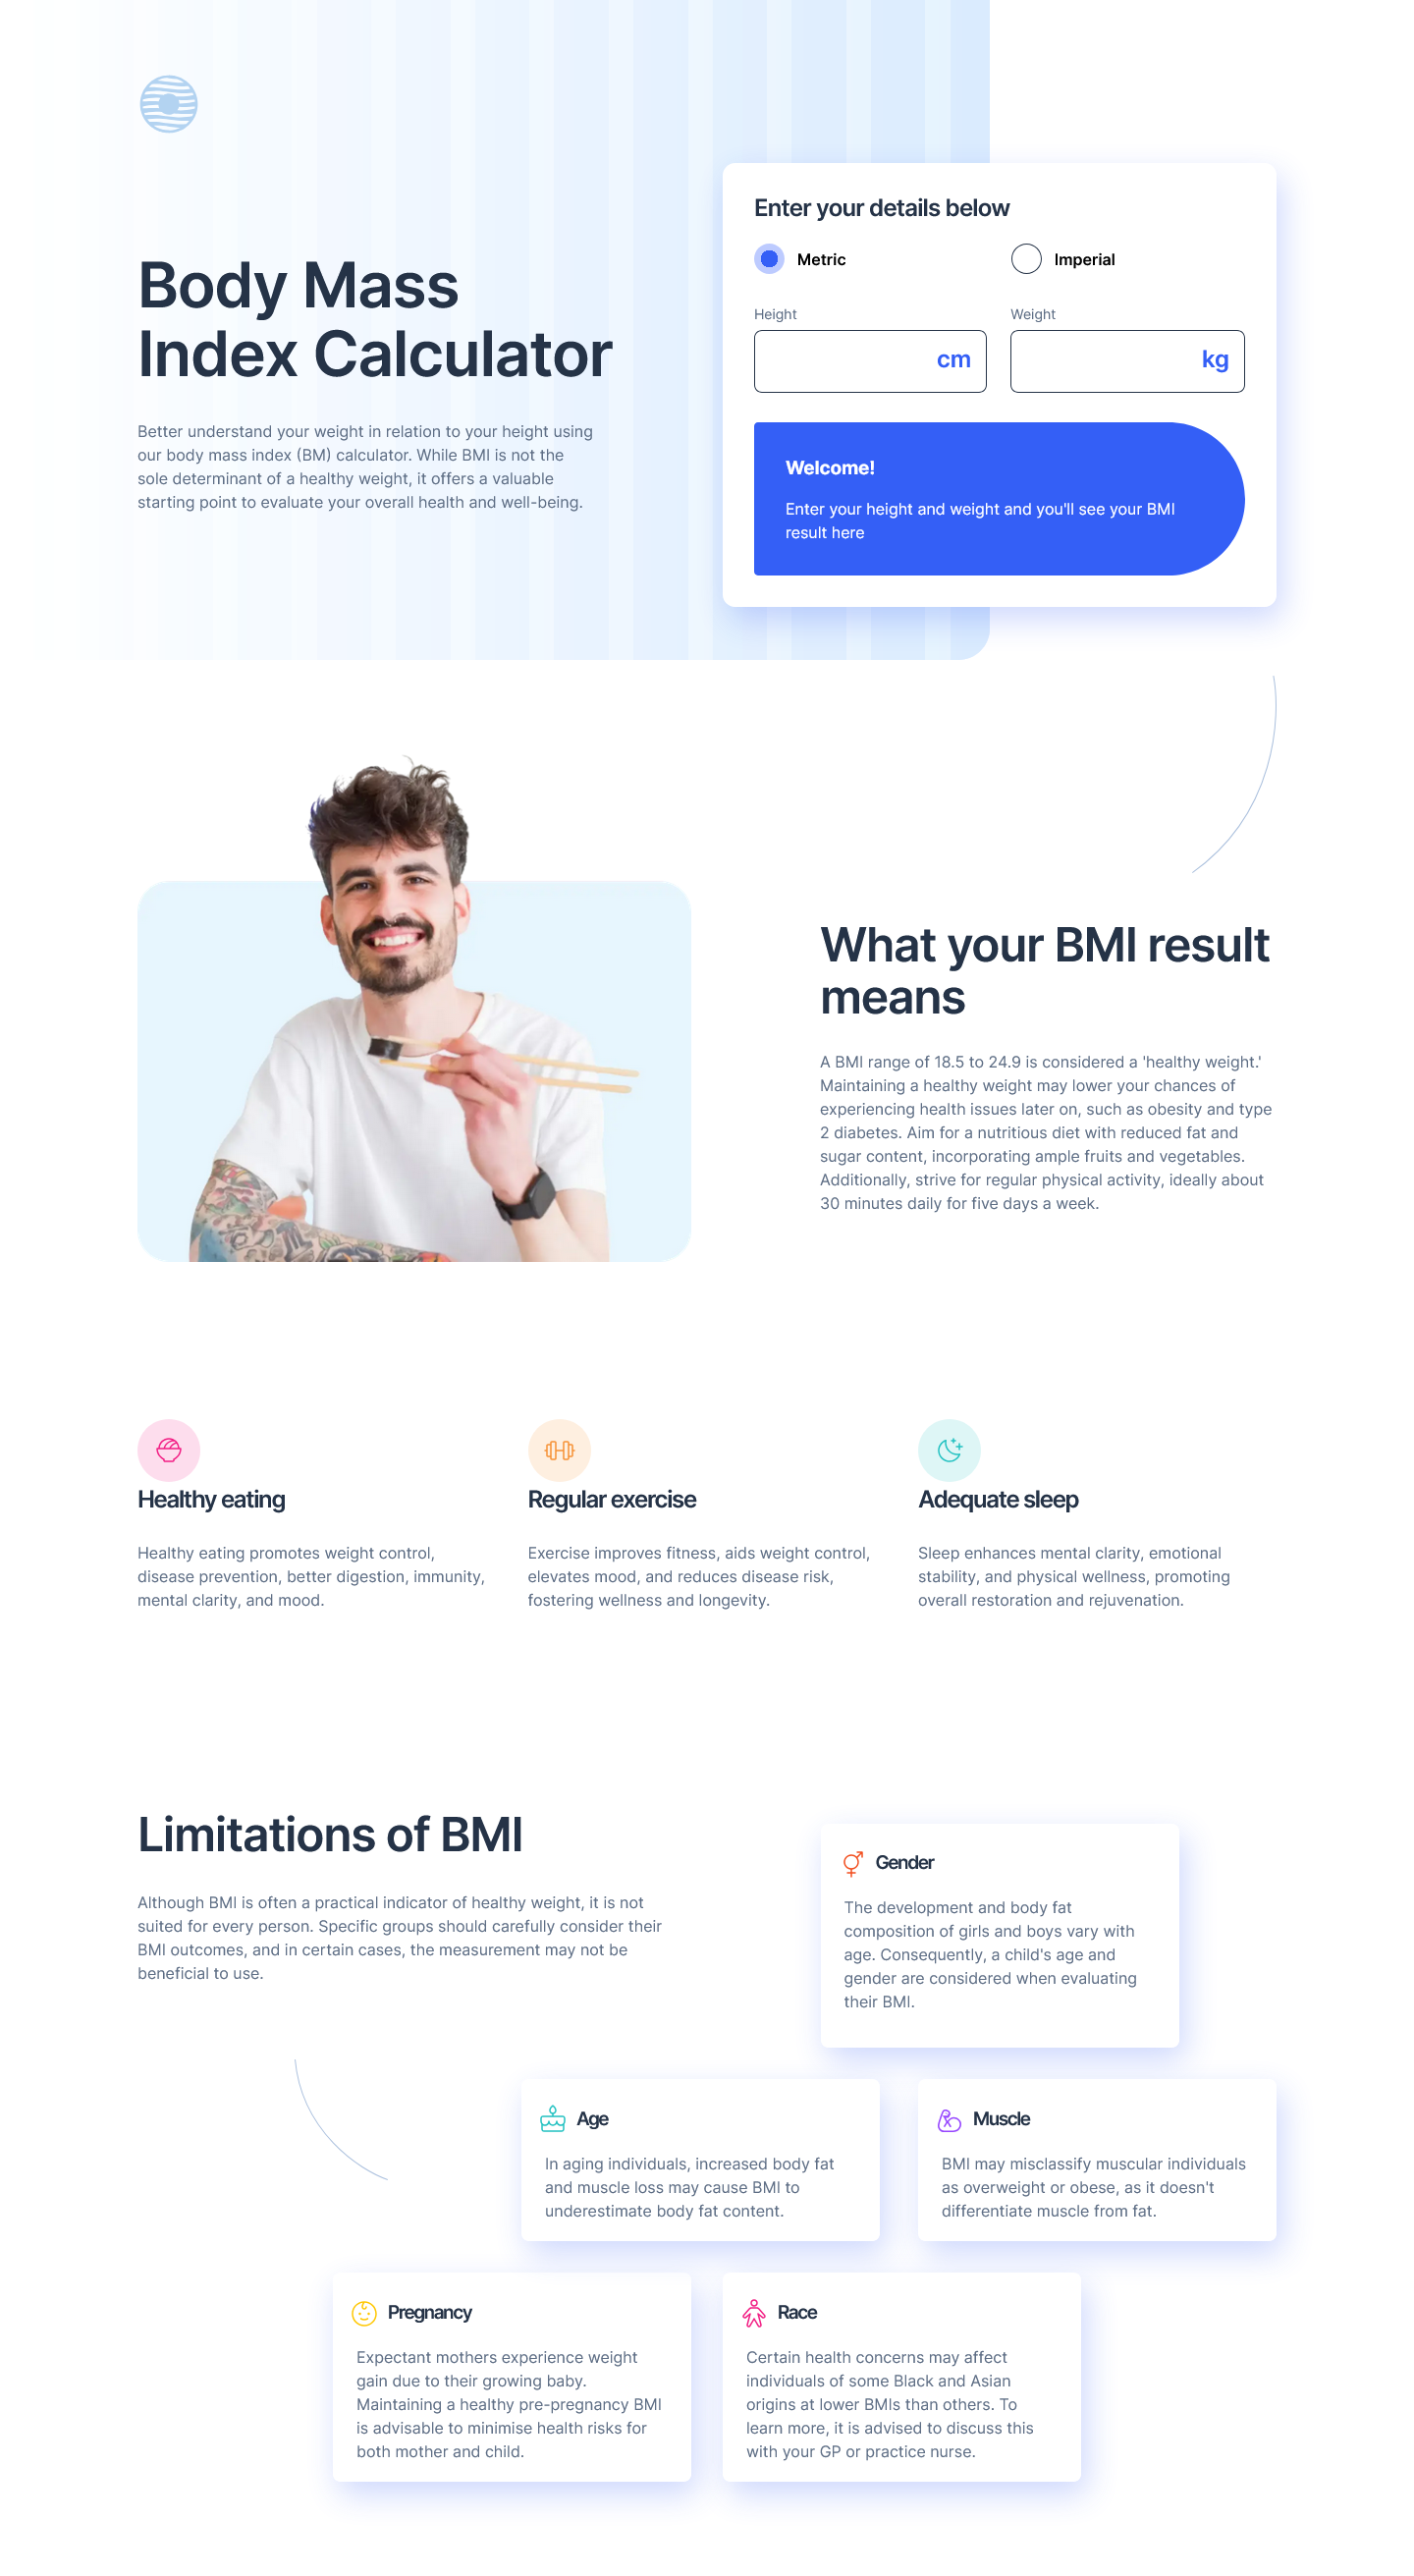 Body Mass
Index Calculator
Better understand your weight in relation to your height using
our body mass index (BM) calculator. While BMI is not the
sole determinant of a healthy weight, it offers a valuable
starting point to evaluate your overall health and well-being.
Enter your details below
Metric
Imperial
Height
Weight
cm
kg
Welcome!
Enter your height and weight and you'll see your BMI
result here
What your BMI result
means
A BMI range of 18.5 to 24.9 is considered a 'healthy weight.'
Maintaining a healthy weight may lower your chances of
experiencing health issues later on, such as obesity and type
2 diabetes. Aim for a nutritious diet with reduced fat and
sugar content, incorporating ample fruits and vegetables.
Additionally, strive for regular physical activity, ideally about
30 minutes daily for five days a week.
Healthy eating
Healthy eating promotes weight control,
disease prevention, better digestion, immunity,
mental clarity, and mood.
Regular exercise
Exercise improves fitness, aids weight control,
elevates mood, and reduces disease risk,
fostering wellness and longevity.
Adequate sleep
Sleep enhances mental clarity, emotional
stability, and physical wellness, promoting
overall restoration and rejuvenation.
Limitations of BMI
Although BMI is often a practical indicator of healthy weight, it is not
suited for every person. Specific groups should carefully consider their
BMI outcomes, and in certain cases, the measurement may not be
beneficial to use.
Gender
The development and body fat
composition of girls and boys vary with
age. Consequently, a child's age and
gender are considered when evaluating
their BMI.
Age
In aging individuals, increased body fat
and muscle loss may cause BMI to
underestimate body fat content.
Muscle
BMI may misclassify muscular individuals
as overweight or obese, as it doesn't
differentiate muscle from fat.
Pregnancy
Expectant mothers experience weight
gain due to their growing baby.
Maintaining a healthy pre-pregnancy BMI
is advisable to minimise health risks for
both mother and child.
Race
Certain health concerns may affect
individuals of some Black and Asian
origins at lower BMIs than others. To
learn more, it is advised to discuss this
with your GP or practice nurse.